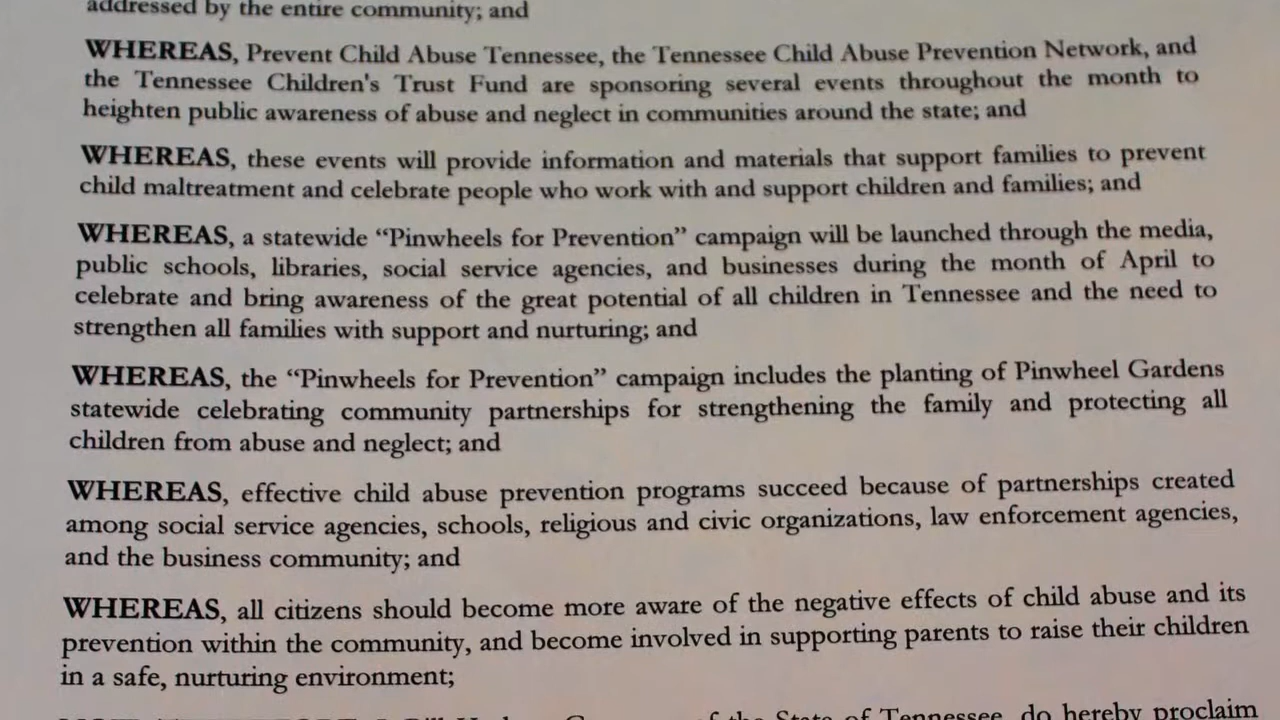 addressed by the entire community; and
WHEREAS, Prevent Child Abuse Tennessee, the Tennessee Child Abuse Prevention Network, and
the Tennessee Children's Trust Fund are sponsoring several events throughout the month to
heighten public awareness of abuse and neglect in communities around the state; and
WHEREAS, these events will provide information and materials that support families to prevent
child maltreatment and celebrate people who work with and support children and families; and
WHEREAS, a statewide “Pinwheels for Prevention” campaign will be launched through the media,
public schools, libraries, social service agencies, and businesses during the month of April to
celebrate and bring awareness of the great potential of all children in Tennessee and the need to
strengthen all families with support and nurturing; and
WHEREAS, the “Pinwheels for Prevention” campaign includes the planting of Pinwheel Gardens
statewide celebrating community partnerships for strengthening the family and protecting all
children from abuse and neglect; and
WHEREAS, effective child abuse prevention programs succeed because of partnerships created
among social service agencies, schools, religious and civic organizations, law enforcement agencies,
and the business community; and
WHEREAS, all citizens should become more aware of the negative effects of child abuse and its
prevention within the community, and become involved in supporting parents to raise their children
in a safe, nurturing environment;
of the State of Tennessee, do hereby proclaim